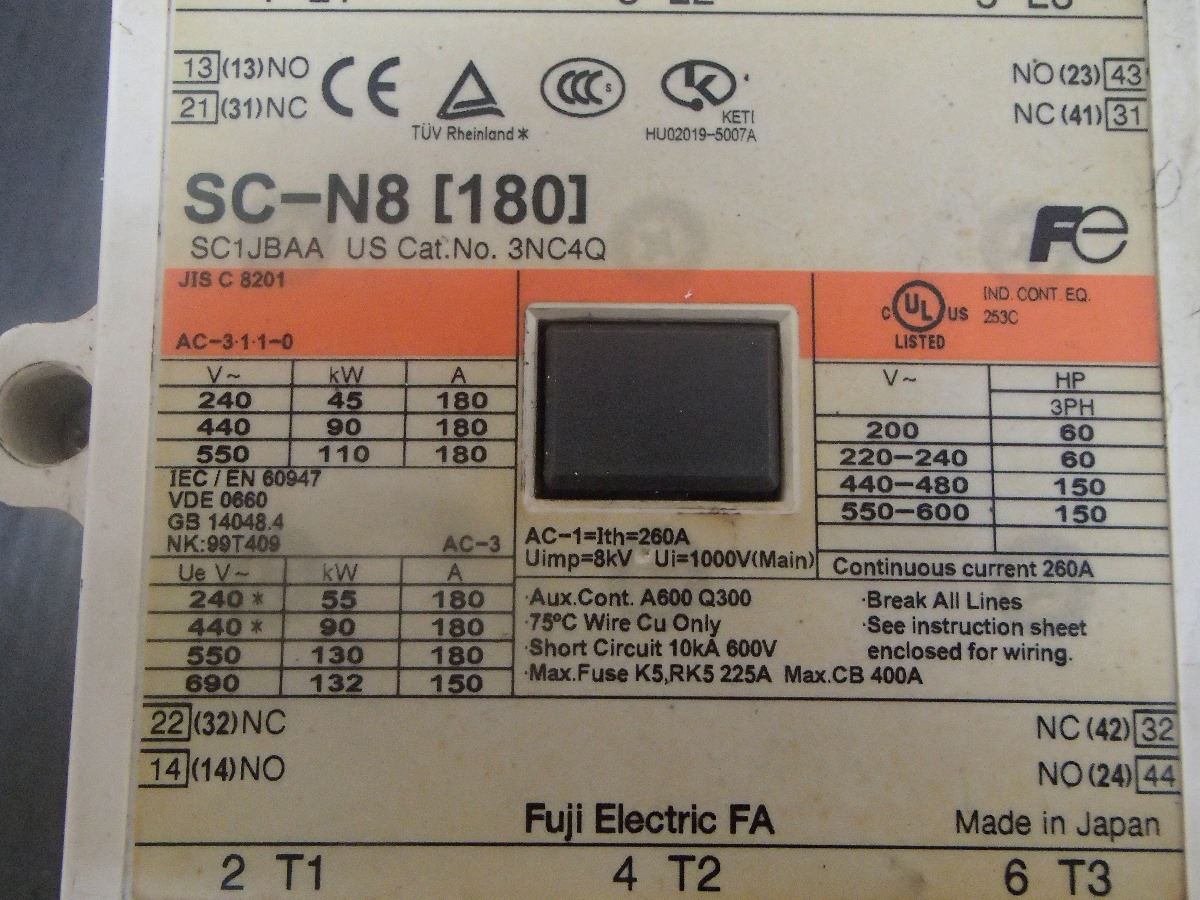 13 (13)NO
21 (31)NC
CE
TÜV Rheinland *
CCC S
KETI
HU02019-5007A
NO (23) 43
NC (41) 31
SC-N8 [180]
SC1JBAA US Cat.No. 3NC4Q
Fe
JIS C 8201
AC-3·1·1-0
V~ kW A
240 45 180
440 90 180
550 110 180
IEC / EN 60947
VDE 0660
GB 14048.4
NK:99T409 AC-3
Ue V~ kW A
240 * 55 180
440 * 90 180
550 130 180
690 132 150
C UL US
LISTED
IND. CONT. EQ.
253C
V~ HP
3PH
200 60
220-240 60
440-480 150
550-600 150
Continuous current 260A
AC-1=Ith=260A
Uimp=8kV Ui=1000V(Main)
·Aux.Cont. A600 Q300
·75ºC Wire Cu Only
·Short Circuit 10kA 600V
·Max.Fuse K5,RK5 225A Max.CB 400A
·Break All Lines
·See instruction sheet
enclosed for wiring.
22 (32)NC
14 (14)NO
NC (42) 32
NO (24) 44
Fuji Electric FA
Made in Japan
2 T1 4 T2 6 T3